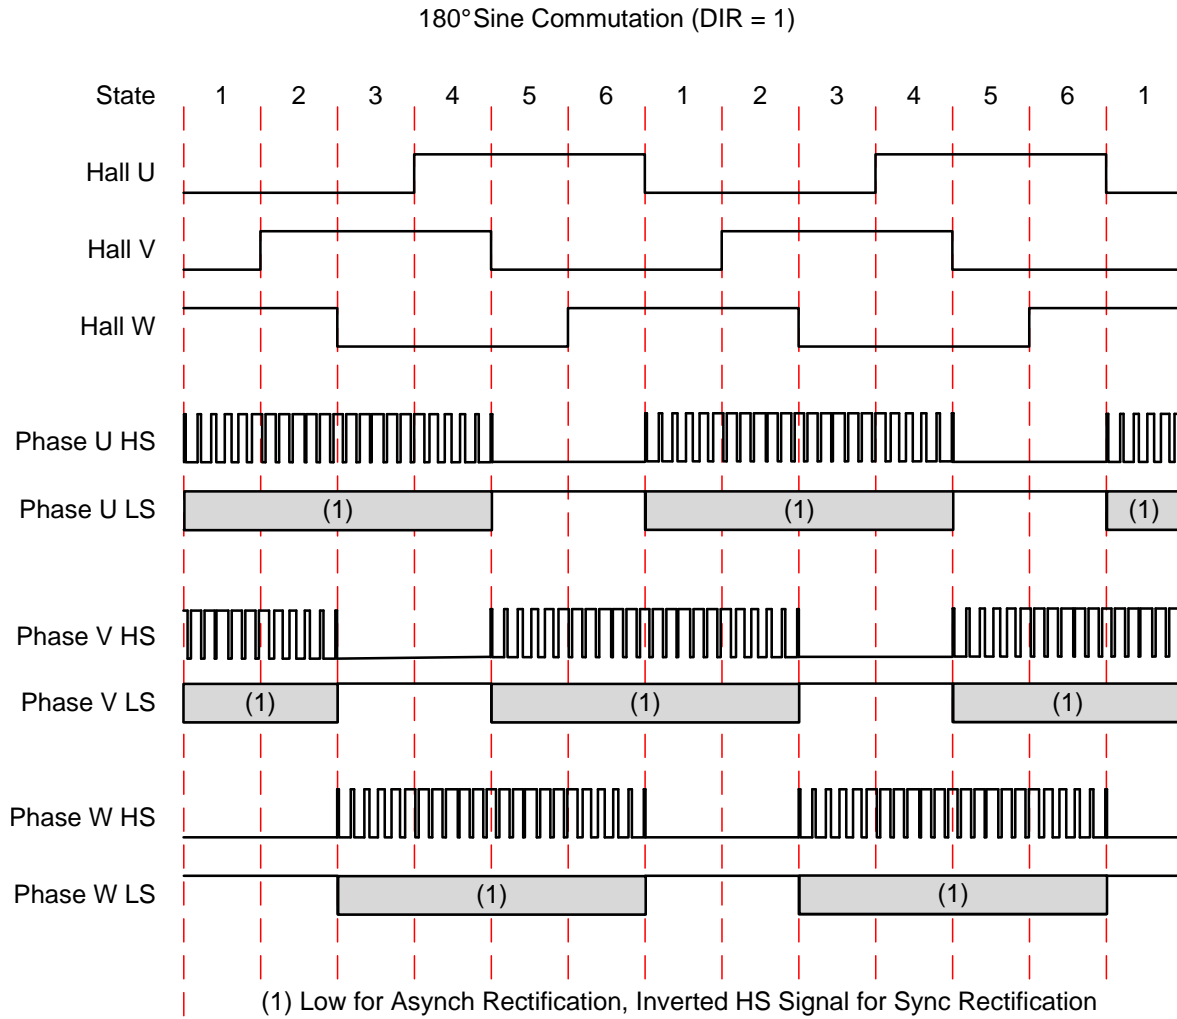 180° Sine Commutation (DIR = 1)
State 1 2 3 4 5 6 1 2 3 4 5 6 1
Hall U
Hall V
Hall W
Phase U HS
Phase U LS (1) (1) (1)
Phase V HS
Phase V LS (1) (1) (1)
Phase W HS
Phase W LS (1) (1)
(1) Low for Asynch Rectification, Inverted HS Signal for Sync Rectification